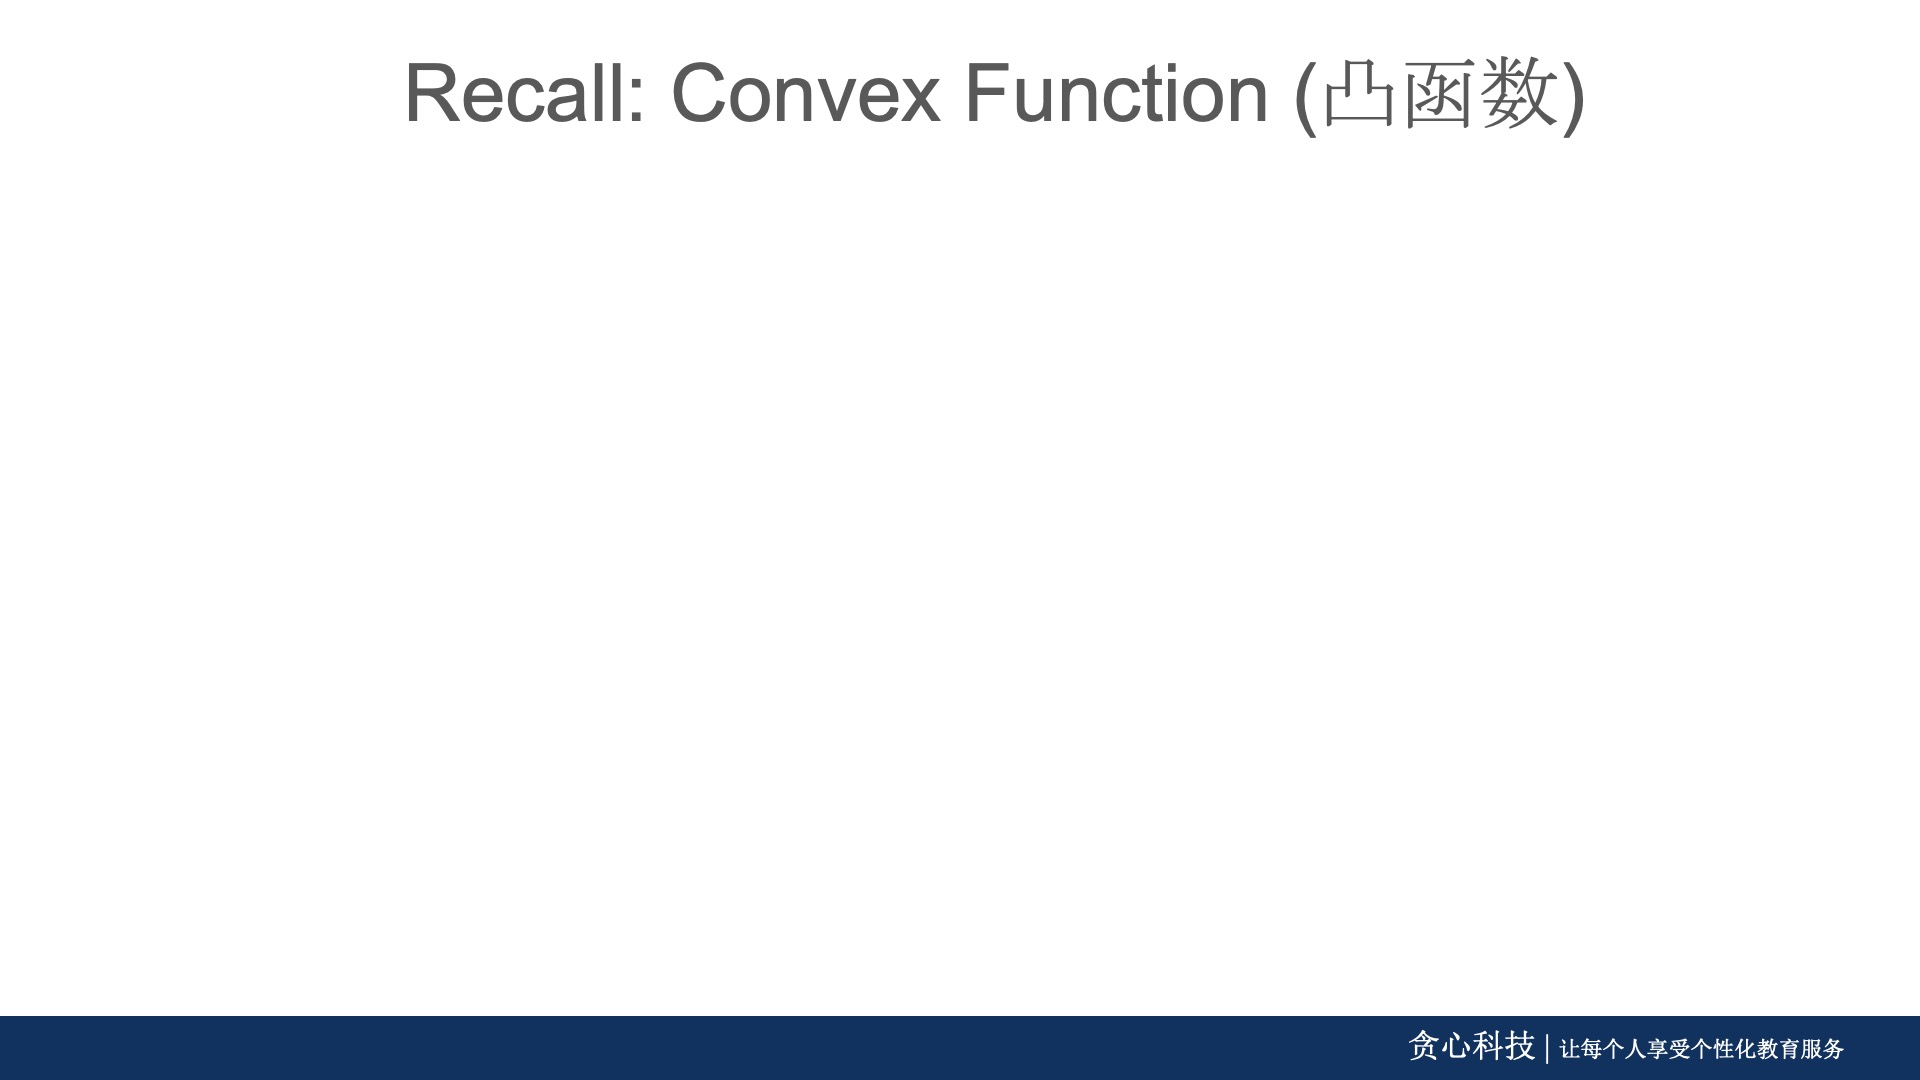 Recall: Convex Function (凸函数)
贪心科技 | 让每个人享受个性化教育服务